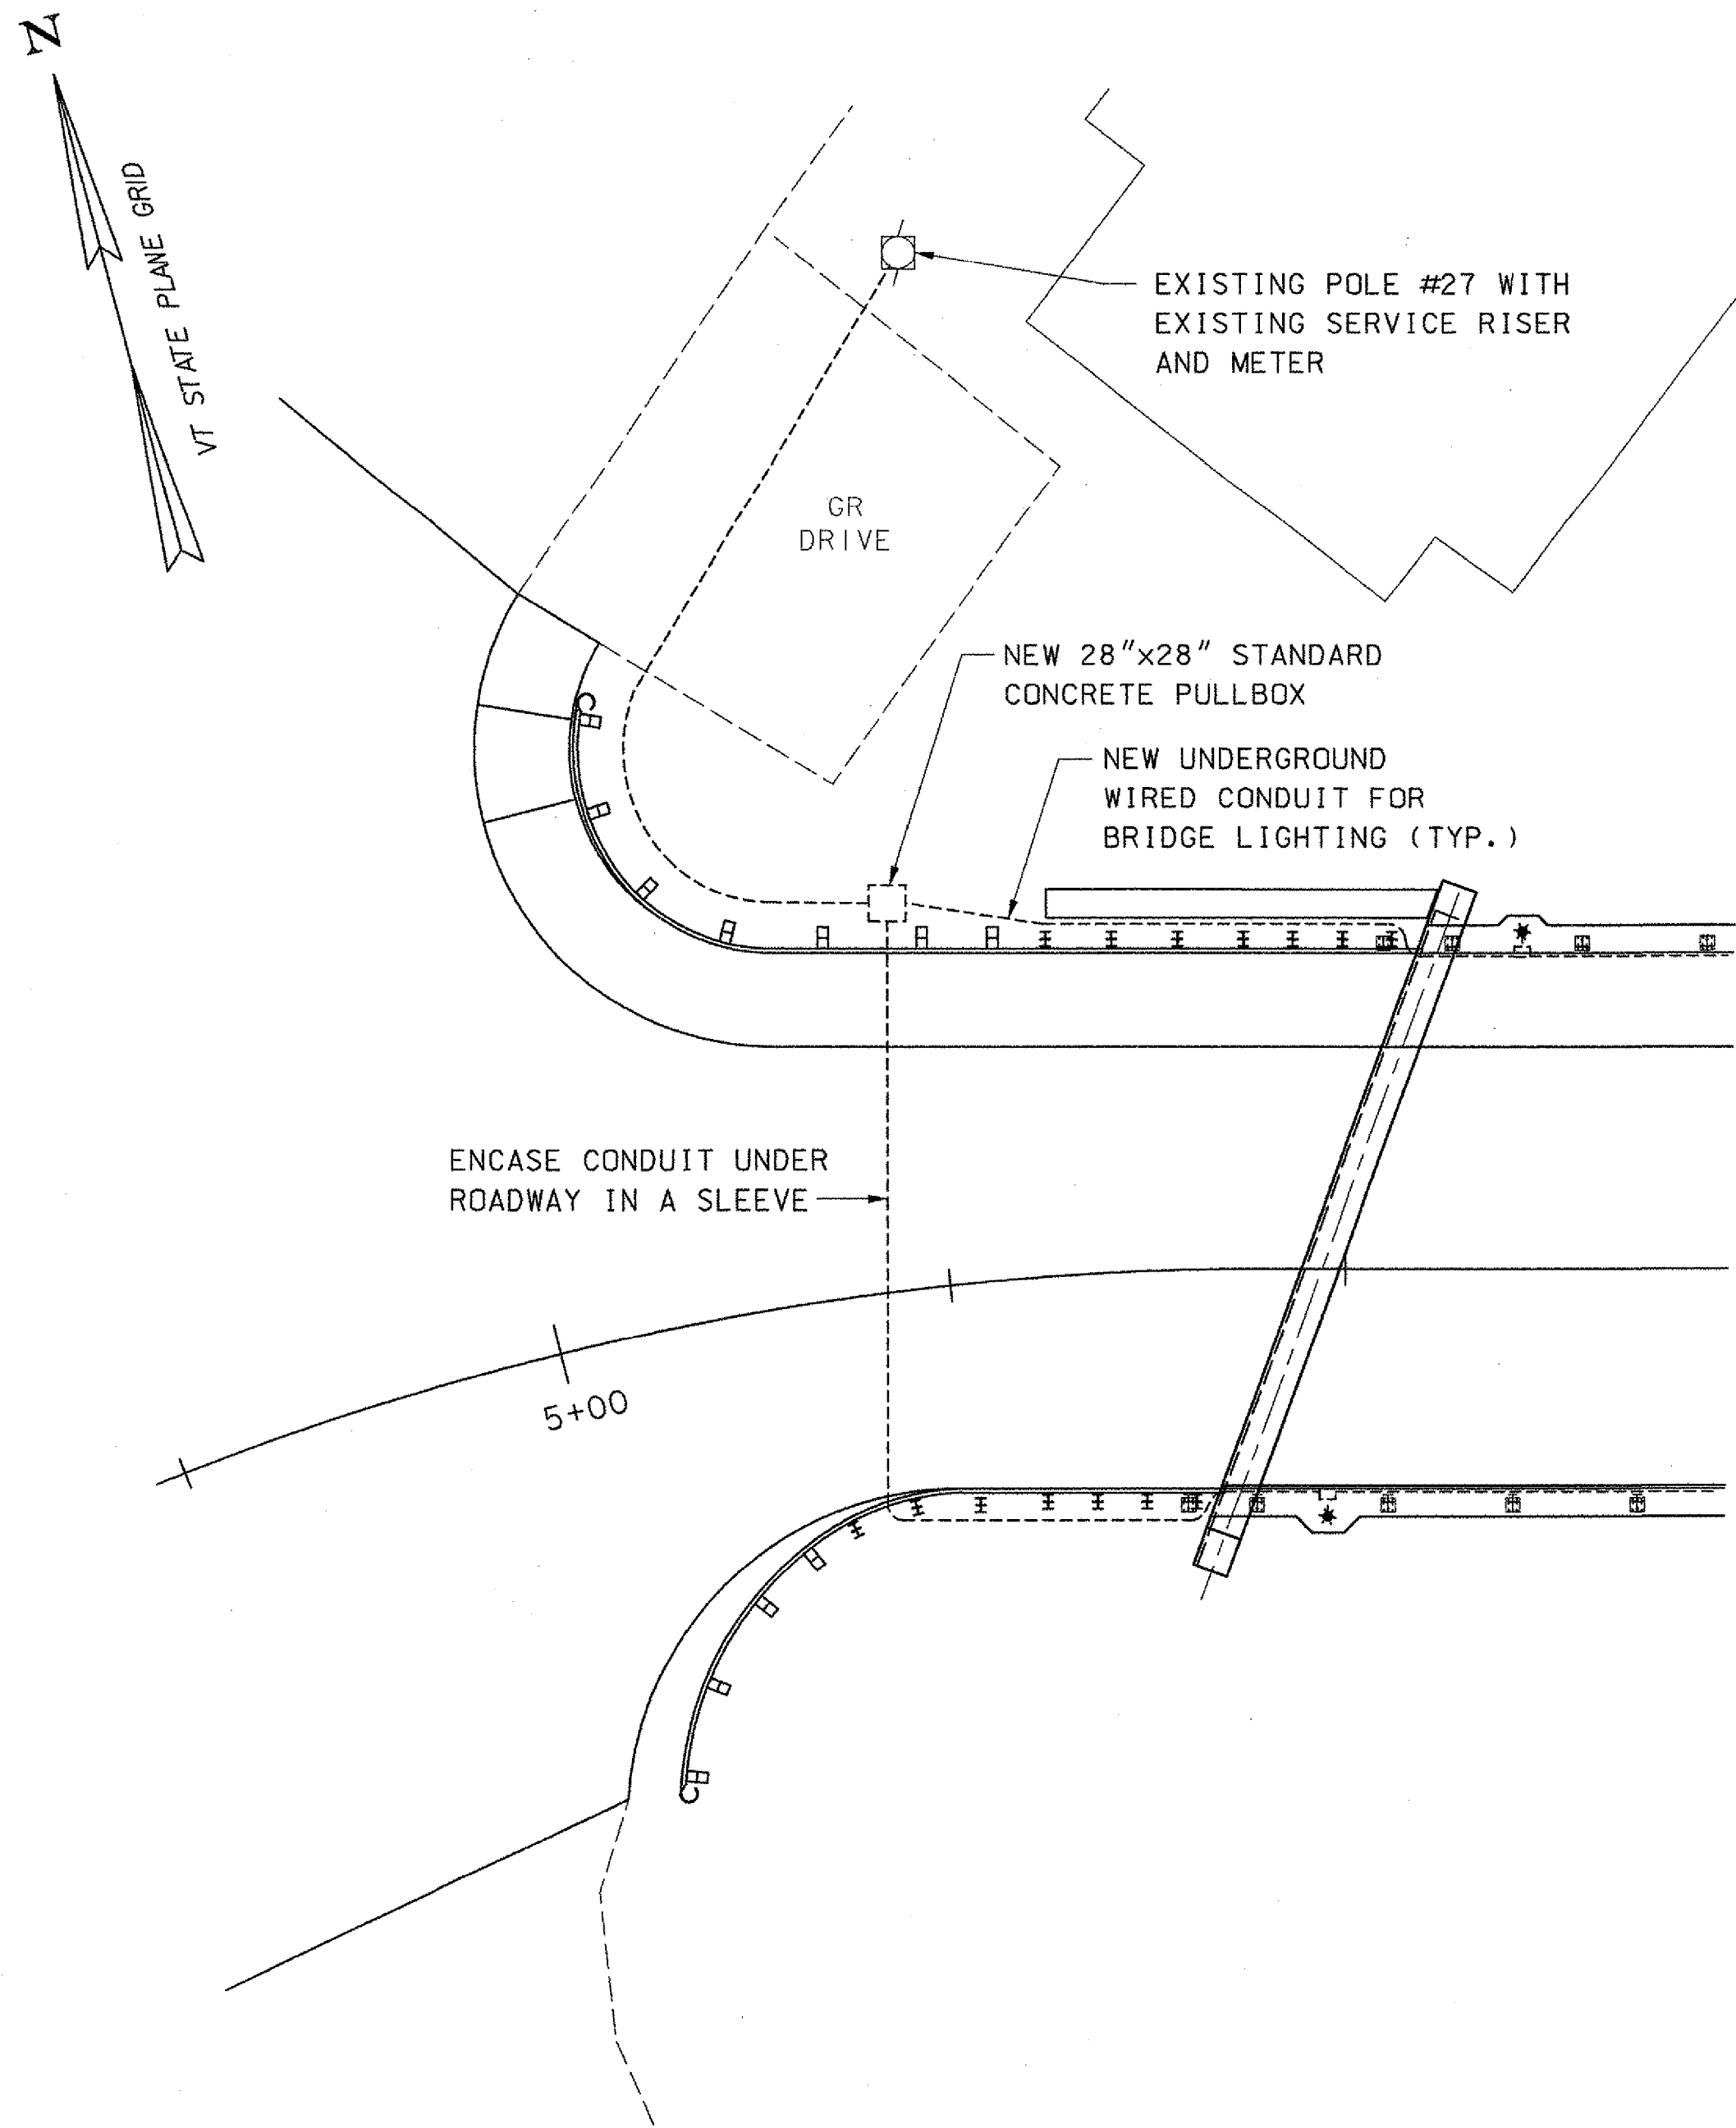 N
VT STATE PLANE GRID
EXISTING POLE #27 WITH
EXISTING SERVICE RISER
AND METER
GR
DRIVE
NEW 28"x28" STANDARD
CONCRETE PULLBOX
NEW UNDERGROUND
WIRED CONDUIT FOR
BRIDGE LIGHTING (TYP.)
ENCASE CONDUIT UNDER
ROADWAY IN A SLEEVE
5+00